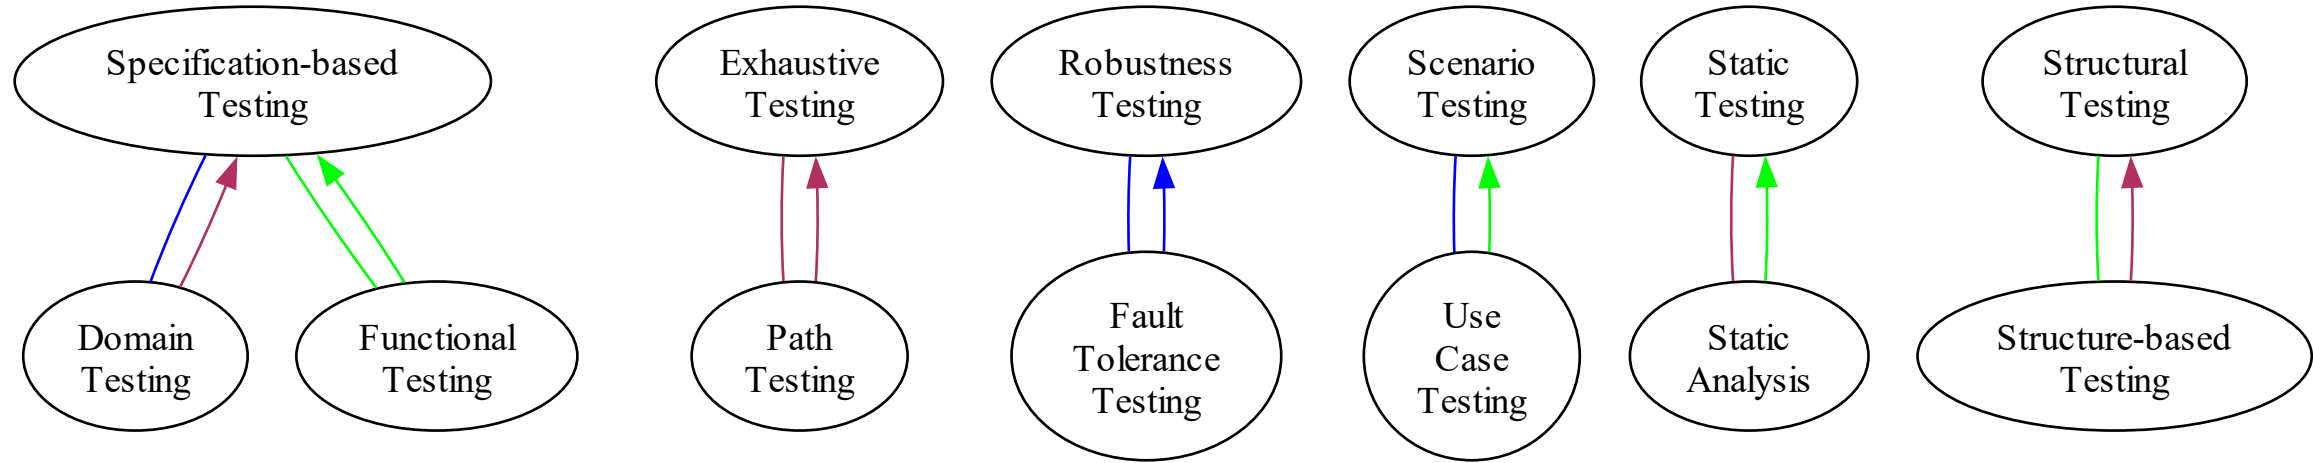 Specification-based
Testing
Exhaustive
Testing
Robustness
Testing
Scenario
Testing
Static
Testing
Structural
Testing
Domain
Testing
Functional
Testing
Path
Testing
Fault
Tolerance
Testing
Use
Case
Testing
Static
Analysis
Structure-based
Testing